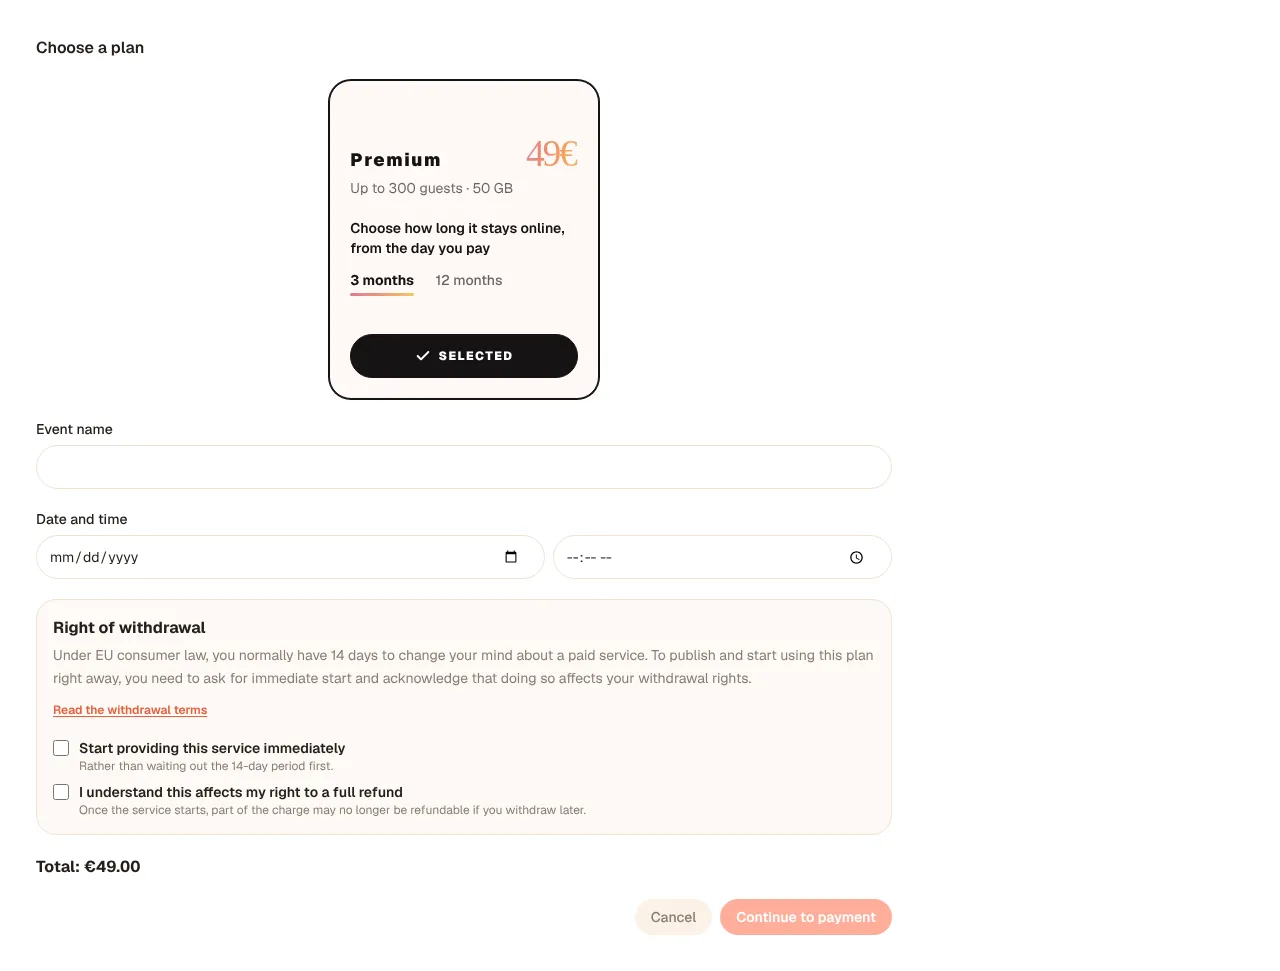 Choose a plan
Premium
49€
Up to 300 guests · 50 GB
Choose how long it stays online,
from the day you pay
3 months 12 months
SELECTED
Event name
Date and time
mm/dd/yyyy --:-- --
Right of withdrawal
Under EU consumer law, you normally have 14 days to change your mind about a paid service. To publish and start using this plan
right away, you need to ask for immediate start and acknowledge that doing so affects your withdrawal rights.
Read the withdrawal terms
Start providing this service immediately
Rather than waiting out the 14-day period first.
I understand this affects my right to a full refund
Once the service starts, part of the charge may no longer be refundable if you withdraw later.
Total: €49.00
Cancel Continue to payment